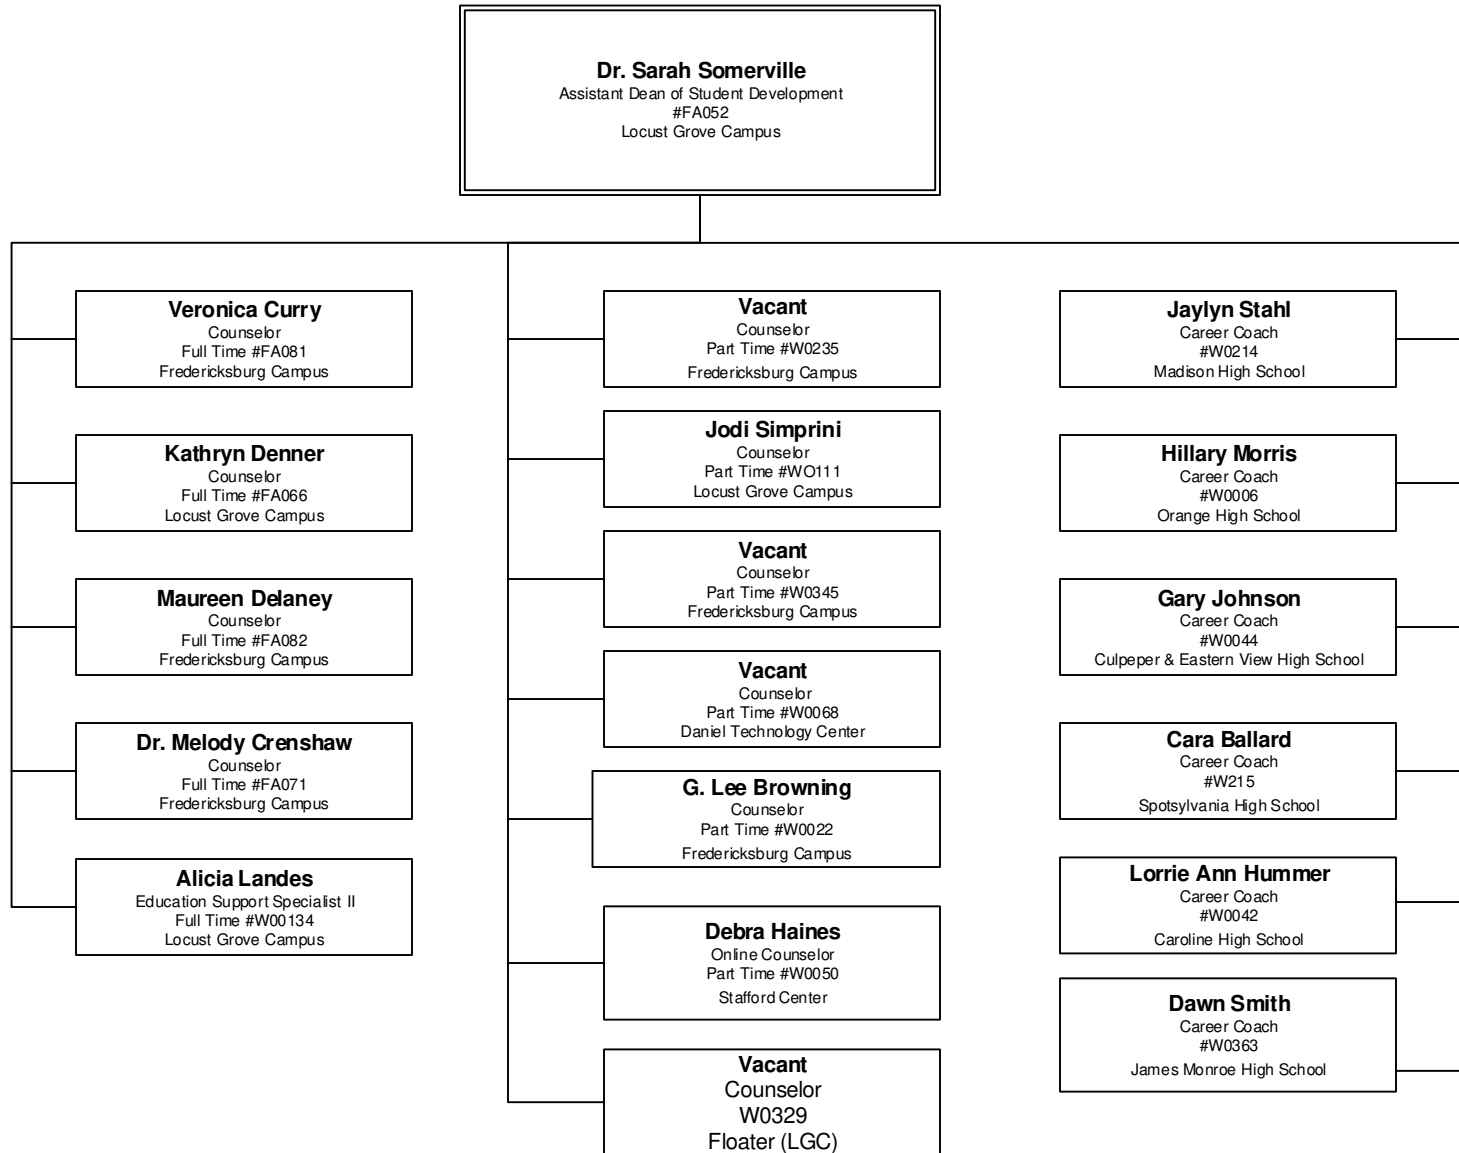 Dr. Sarah Somerville
Assistant Dean of Student Development
#FA052
Locust Grove Campus
Veronica Curry
Counselor
Full Time #FA081
Fredericksburg Campus
Kathryn Denner
Counselor
Full Time #FA066
Locust Grove Campus
Maureen Delaney
Counselor
Full Time #FA082
Fredericksburg Campus
Dr. Melody Crenshaw
Counselor
Full Time #FA071
Fredericksburg Campus
Alicia Landes
Education Support Specialist II
Full Time #W00134
Locust Grove Campus
Vacant
Counselor
Part Time #W0235
Fredericksburg Campus
Jodi Simprini
Counselor
Part Time #WO111
Locust Grove Campus
Vacant
Counselor
Part Time #W0345
Fredericksburg Campus
Vacant
Counselor
Part Time #W0068
Daniel Technology Center
G. Lee Browning
Counselor
Part Time #W0022
Fredericksburg Campus
Debra Haines
Online Counselor
Part Time #W0050
Stafford Center
Vacant
Counselor
W0329
Floater (LGC)
Jaylyn Stahl
Career Coach
#W0214
Madison High School
Hillary Morris
Career Coach
#W0006
Orange High School
Gary Johnson
Career Coach
#W0044
Culpeper & Eastern View High School
Cara Ballard
Career Coach
#W215
Spotsylvania High School
Lorrie Ann Hummer
Career Coach
#W0042
Caroline High School
Dawn Smith
Career Coach
#W0363
James Monroe High School